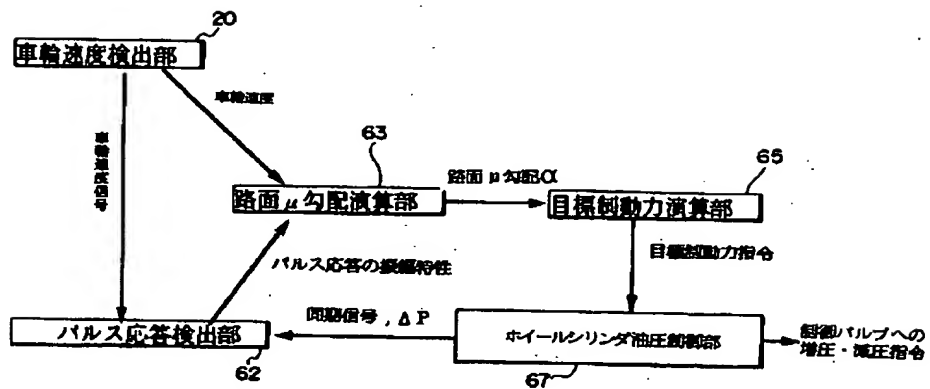 20
車輪速度検出部
車輪速度
車輪速度信号
63
路面μ勾配α
65
路面μ勾配演算部
目標制動力演算部
パルス応答の振幅特性
目標制動力指令
同期信号,ΔP
パルス応答検出部
62
ホイールシリンダ油圧制御部
67
制御バルブへの
増圧・減圧指令